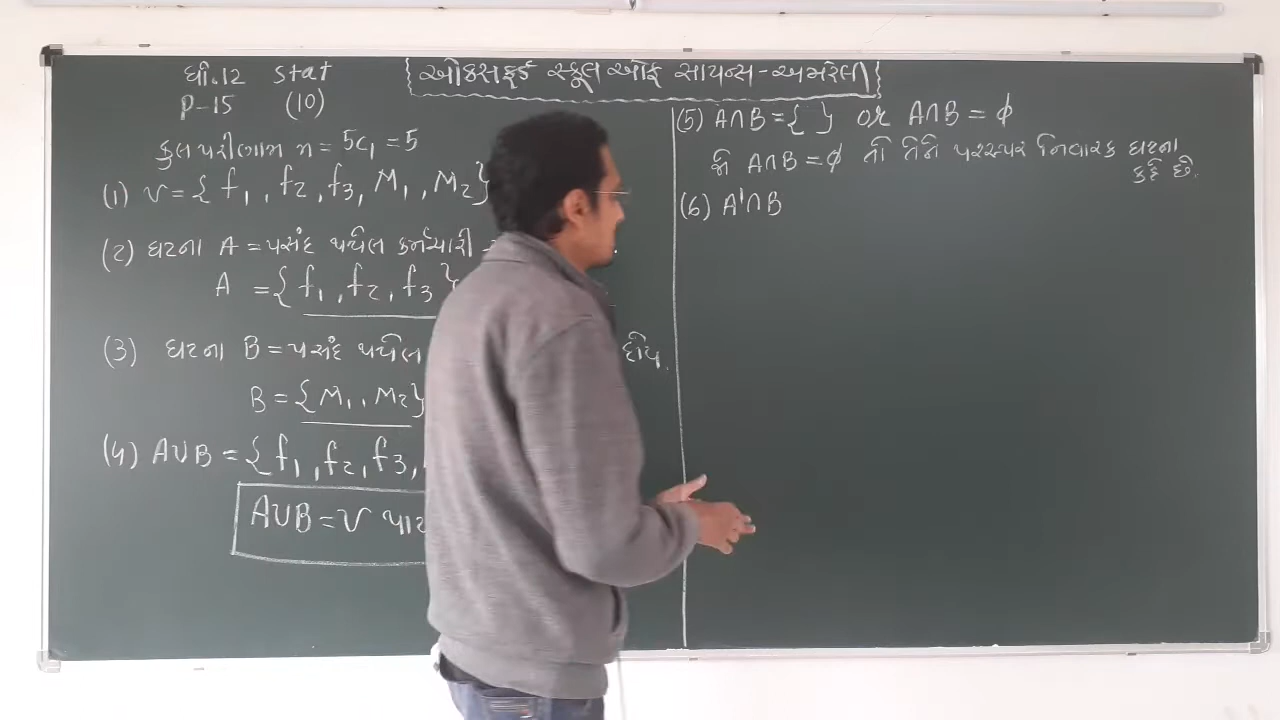 ધો.12 stat
P-15 (10)
ઓક્સફર્ડ સ્કૂલ ઓફ સાયન્સ - અમરેલી
કુલ પરીણામ n = 5C₁ = 5
(1) U = { f₁, f₂, f₃, M₁, M₂ }
(2) ઘટના A = પસંદ થયેલ કર્મચારી
A = { f₁, f₂, f₃ }
(3) ઘટના B = પસંદ થયેલ હોય.
B = { M₁, M₂ }
(4) A∪B = { f₁, f₂, f₃,
A∪B = U
(5) A∩B = { } or A∩B = ϕ
જો A∩B = ϕ તો તેને પરસ્પર નિવારક ઘટના
કહે છે.
(6) A'∩B